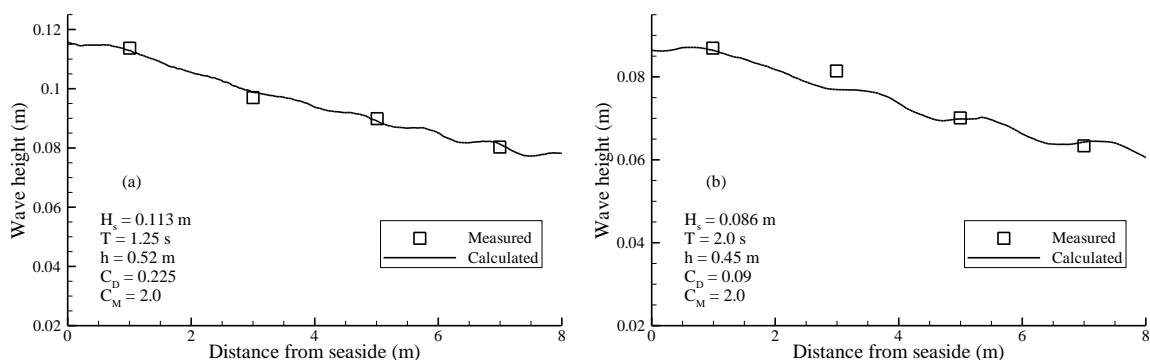 0.12
0.1
0.08
0.06
0.04
0.02
Wave height (m)
(a)
H_s = 0.113 m
T = 1.25 s
h = 0.52 m
C_D = 0.225
C_M = 2.0
Measured
Calculated
0 2 4 6 8
Distance from seaside (m)
0.08
0.06
0.04
0.02
Wave height (m)
(b)
H_s = 0.086 m
T = 2.0 s
h = 0.45 m
C_D = 0.09
C_M = 2.0
Measured
Calculated
0 2 4 6 8
Distance from seaside (m)